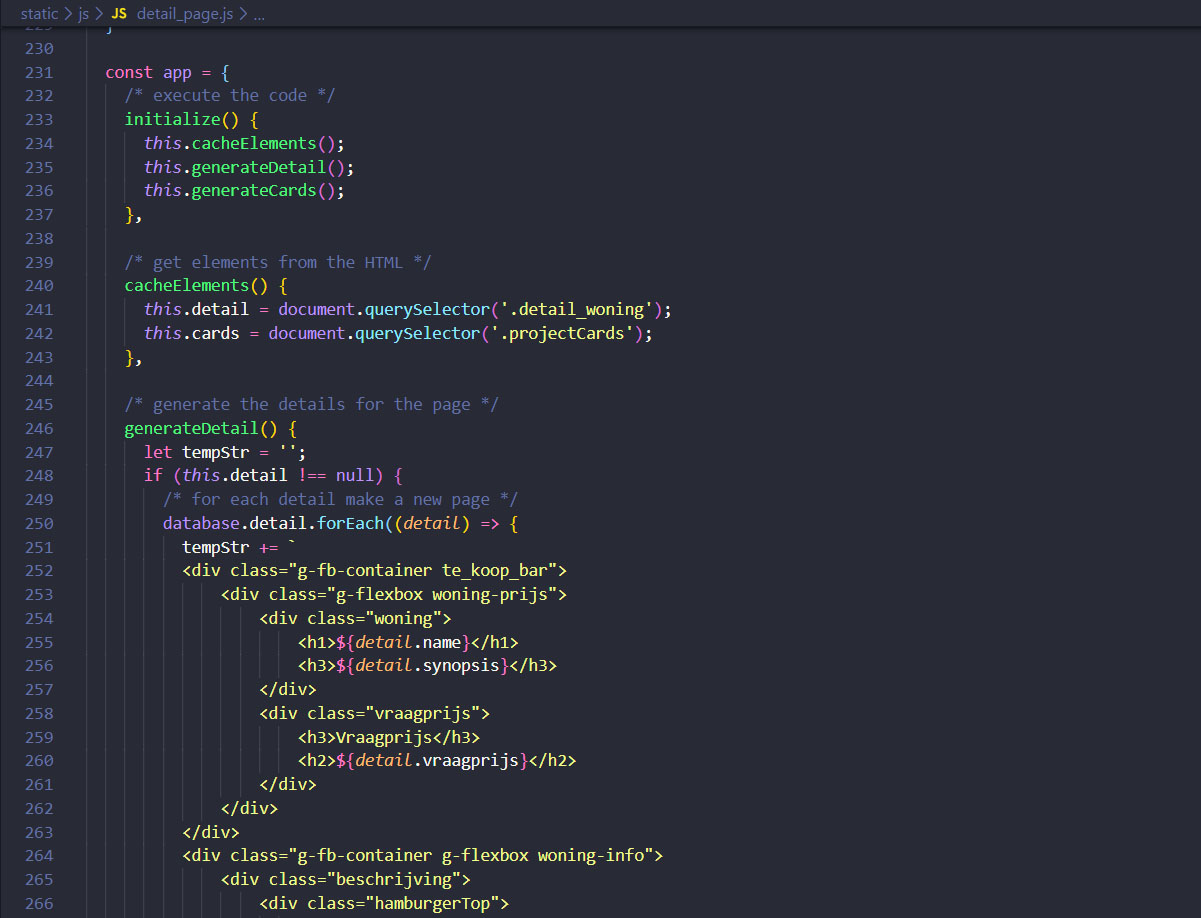 static > js > JS detail_page.js > ...
229 }
230
231 const app = {
232 /* execute the code */
233 initialize() {
234 this.cacheElements();
235 this.generateDetail();
236 this.generateCards();
237 },
238
239 /* get elements from the HTML */
240 cacheElements() {
241 this.detail = document.querySelector('.detail_woning');
242 this.cards = document.querySelector('.projectCards');
243 },
244
245 /* generate the details for the page */
246 generateDetail() {
247 let tempStr = '';
248 if (this.detail !== null) {
249 /* for each detail make a new page */
250 database.detail.forEach((detail) => {
251 tempStr += `
252 <div class="g-fb-container te_koop_bar">
253 <div class="g-flexbox woning-prijs">
254 <div class="woning">
255 <h1>${detail.name}</h1>
256 <h3>${detail.synopsis}</h3>
257 </div>
258 <div class="vraagprijs">
259 <h3>Vraagprijs</h3>
260 <h2>${detail.vraagprijs}</h2>
261 </div>
262 </div>
263 </div>
264 <div class="g-fb-container g-flexbox woning-info">
265 <div class="beschrijving">
266 <div class="hamburgerTop">